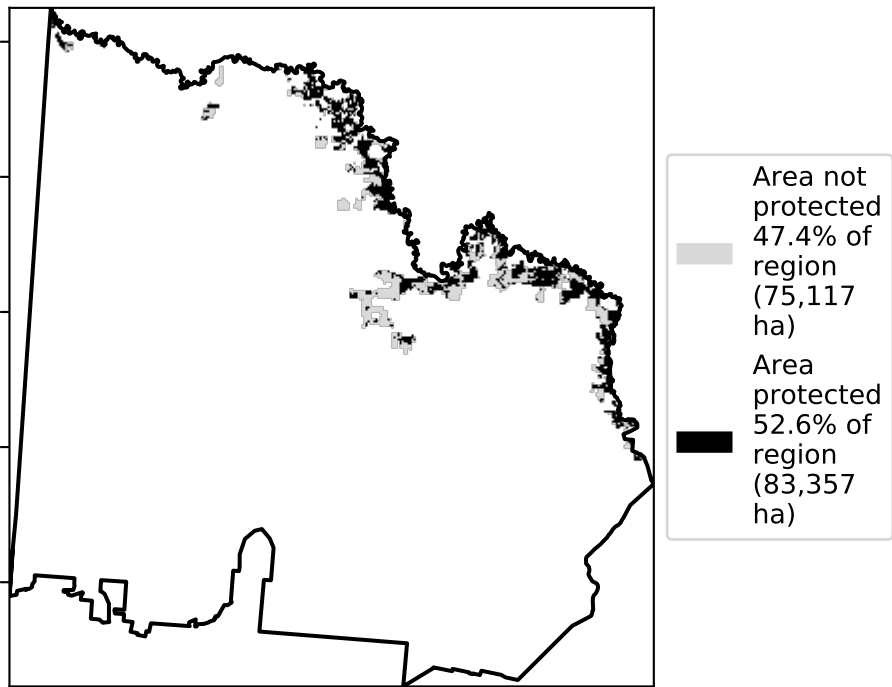 Area not
protected
47.4% of
region
(75,117
ha)
Area
protected
52.6% of
region
(83,357
ha)